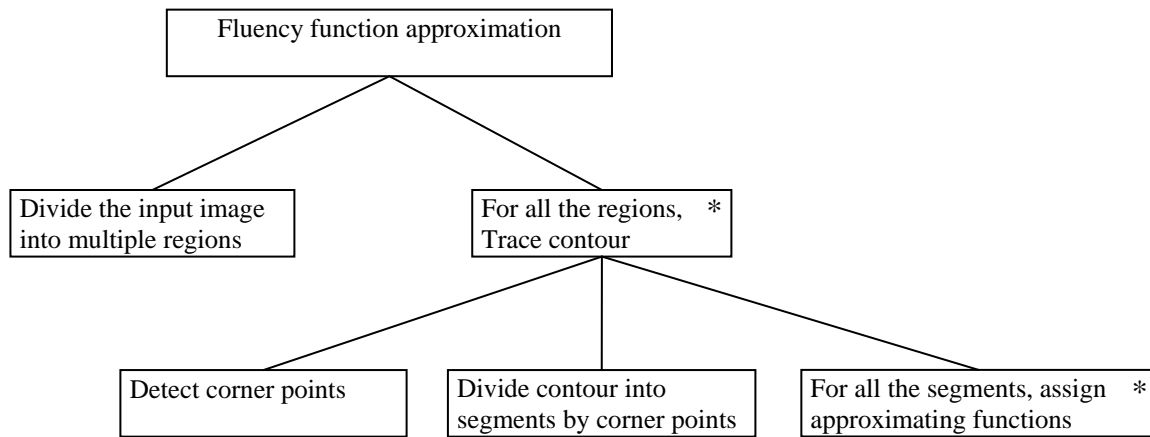 Fluency function approximation
Divide the input image
into multiple regions
For all the regions, *
Trace contour
Detect corner points
Divide contour into
segments by corner points
For all the segments, assign *
approximating functions